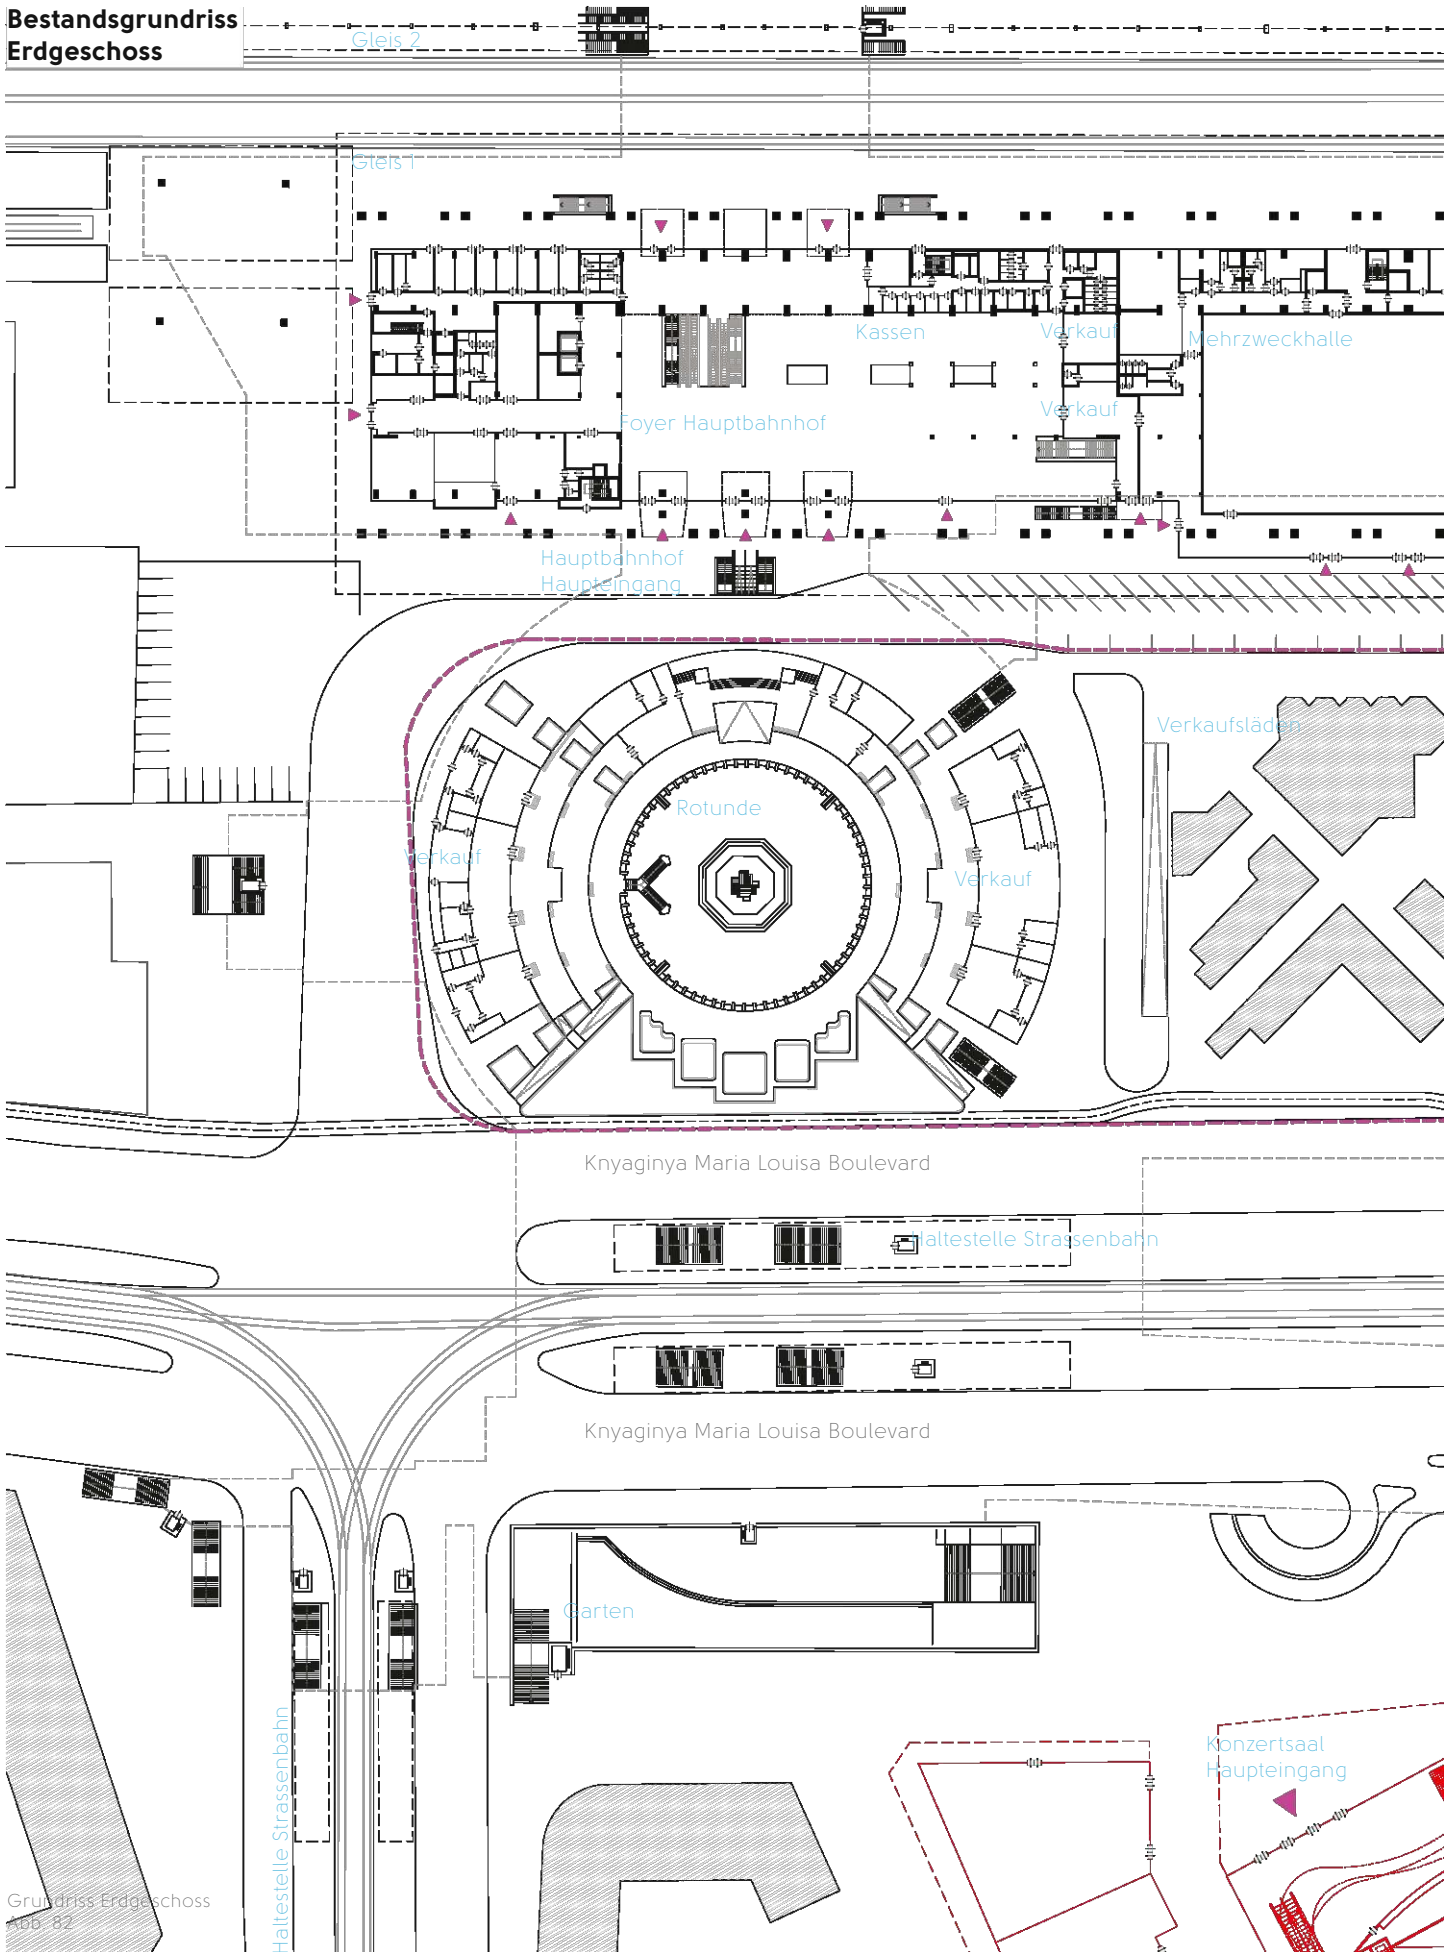 Bestandsgrundriss
Erdgeschoss
Gleis 2
Gleis 1
Kassen
Verkauf
Mehrzweckhalle
Verkauf
Foyer Hauptbahnhof
Hauptbahnhof
Haupteingang
Verkaufsläden
Rotunde
Verkauf
Verkauf
Knyaginya Maria Louisa Boulevard
Haltestelle Strassenbahn
Knyaginya Maria Louisa Boulevard
Garten
Haltestelle Strassenbahn
Konzertsaal
Haupteingang
Grundriss Erdgeschoss
Abb. 82